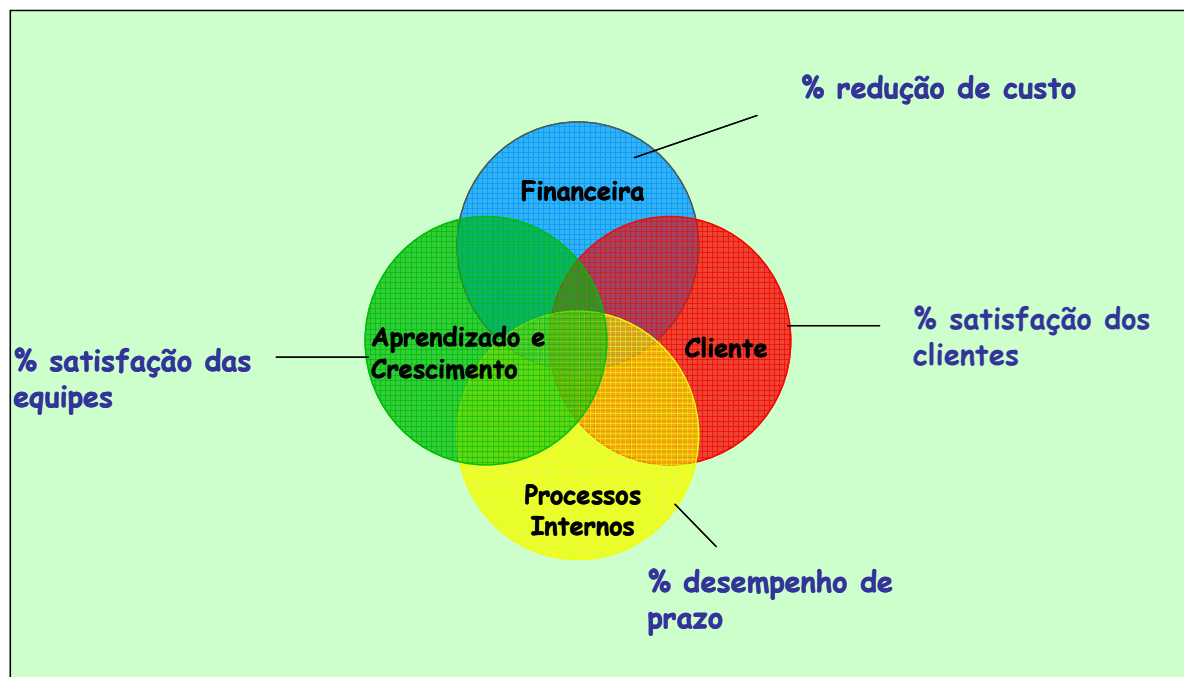 % redução de custo
Financeira
% satisfação dos
clientes
Cliente
Aprendizado e
Crescimento
% satisfação das
equipes
Processos
Internos
% desempenho de
prazo